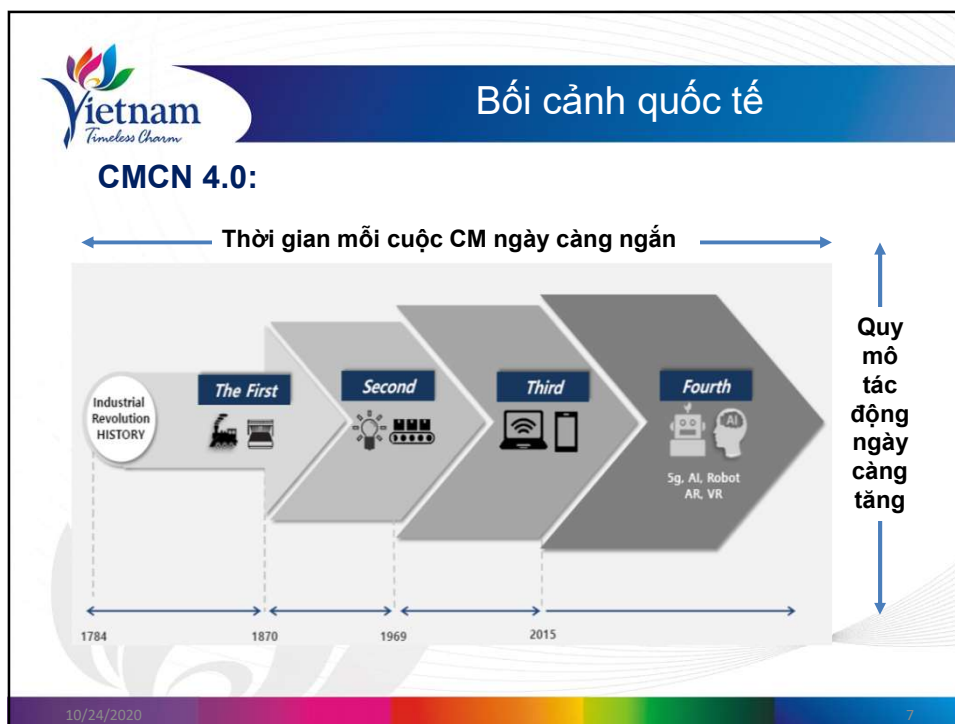 Vietnam
Timeless Charm
Bối cảnh quốc tế
CMCN 4.0:
Thời gian mỗi cuộc CM ngày càng ngắn
Quy
mô
tác
động
ngày
càng
tăng
Industrial
Revolution
HISTORY
The First
Second
Third
Fourth
AI
5g, AI, Robot
AR, VR
1784
1870
1969
2015
10/24/2020
7